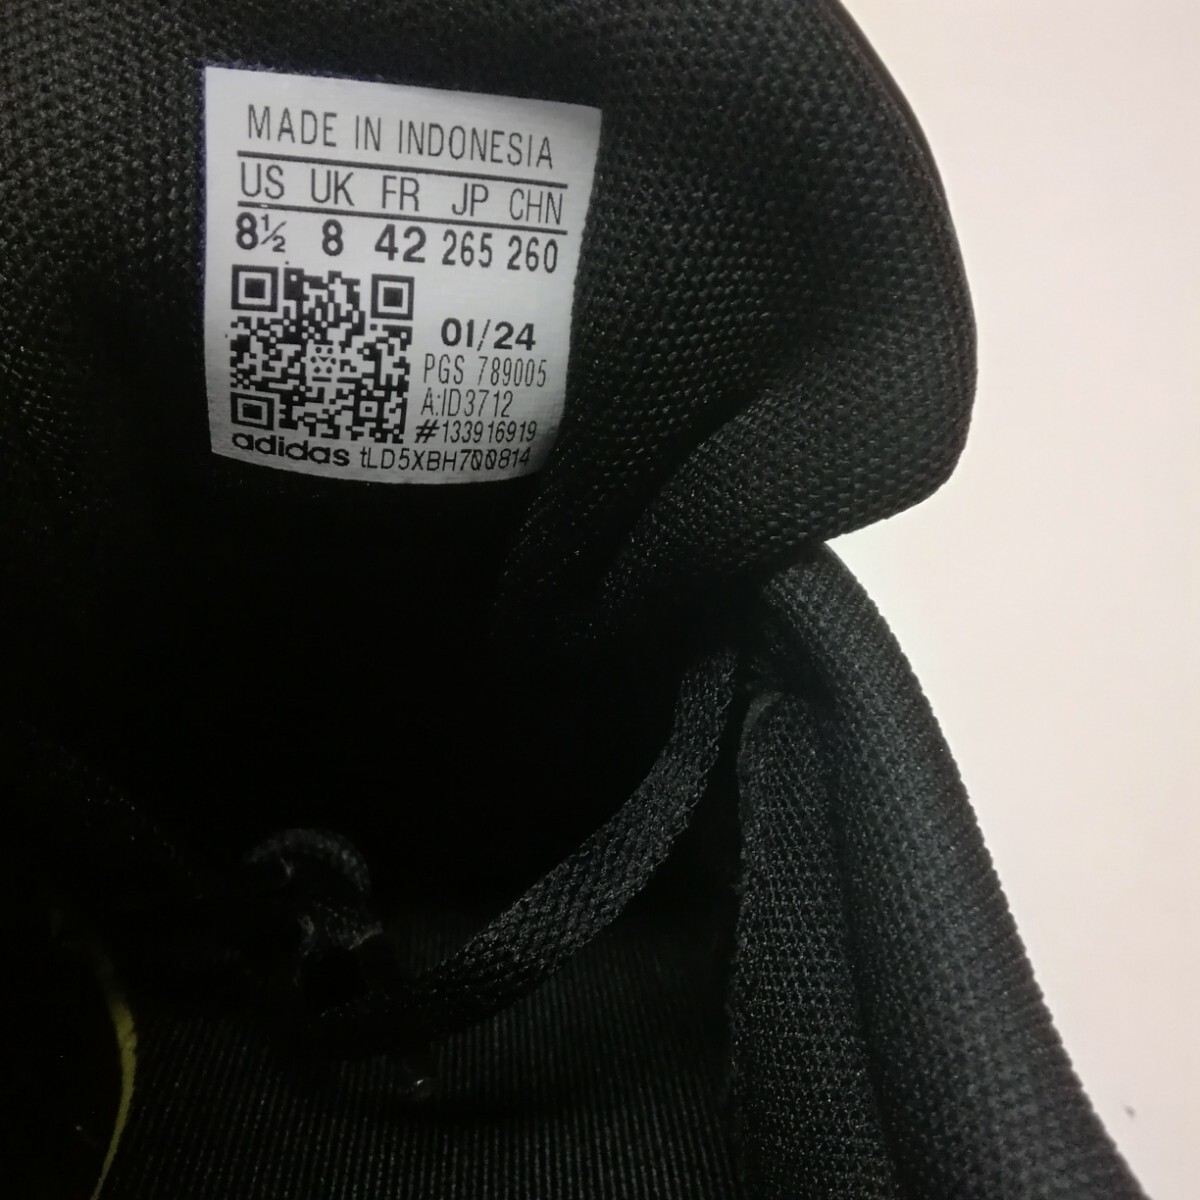 MADE IN INDONESIA
US UK FR JP CHN
8½ 8 42 265 260
01/24
PGS 789005
A:ID3712
#133916919
adidas tLD5XBH700814